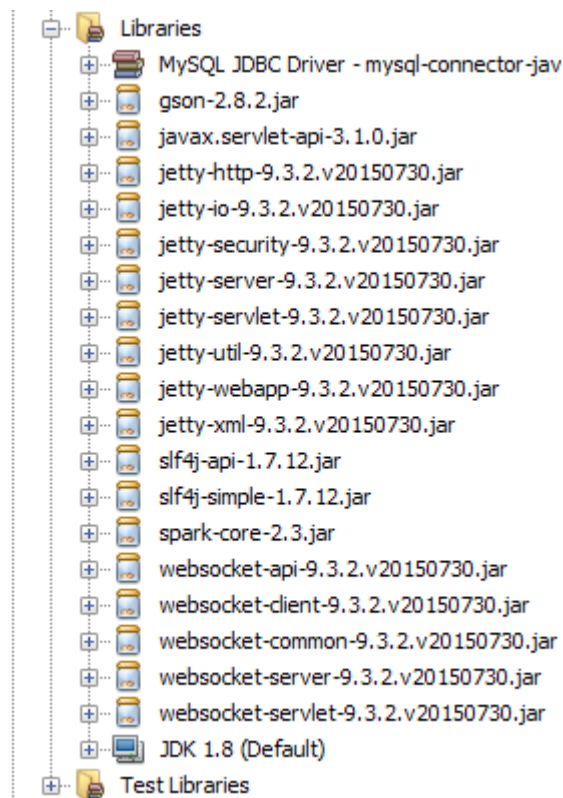 Libraries
MySQL JDBC Driver - mysql-connector-jav
gson-2.8.2.jar
javax.servlet-api-3.1.0.jar
jetty-http-9.3.2.v20150730.jar
jetty-io-9.3.2.v20150730.jar
jetty-security-9.3.2.v20150730.jar
jetty-server-9.3.2.v20150730.jar
jetty-servlet-9.3.2.v20150730.jar
jetty-util-9.3.2.v20150730.jar
jetty-webapp-9.3.2.v20150730.jar
jetty-xml-9.3.2.v20150730.jar
slf4j-api-1.7.12.jar
slf4j-simple-1.7.12.jar
spark-core-2.3.jar
websocket-api-9.3.2.v20150730.jar
websocket-client-9.3.2.v20150730.jar
websocket-common-9.3.2.v20150730.jar
websocket-server-9.3.2.v20150730.jar
websocket-servlet-9.3.2.v20150730.jar
JDK 1.8 (Default)
Test Libraries